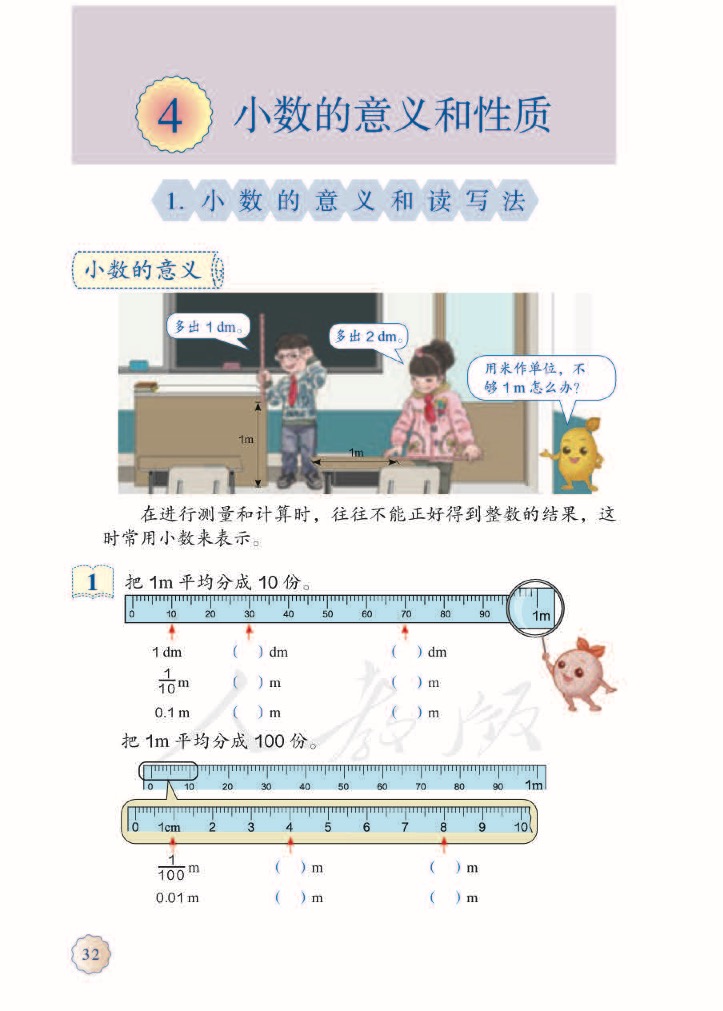 4 小数的意义和性质
1. 小数的意义和读写法
小数的意义
多出 1 dm。
多出 2 dm。
用米作单位，不
够 1 m 怎么办？
1m
1m
在进行测量和计算时，往往不能正好得到整数的结果，这
时常用小数来表示。
1 把 1m 平均分成 10 份。
0 10 20 30 40 50 60 70 80 90 1m
1 dm ( ) dm ( ) dm
1/10 m ( ) m ( ) m
0.1 m ( ) m ( ) m
人教版
把 1m 平均分成 100 份。
0 10 20 30 40 50 60 70 80 90 1m
0 1cm 2 3 4 5 6 7 8 9 10
1/100 m ( ) m ( ) m
0.01 m ( ) m ( ) m
32